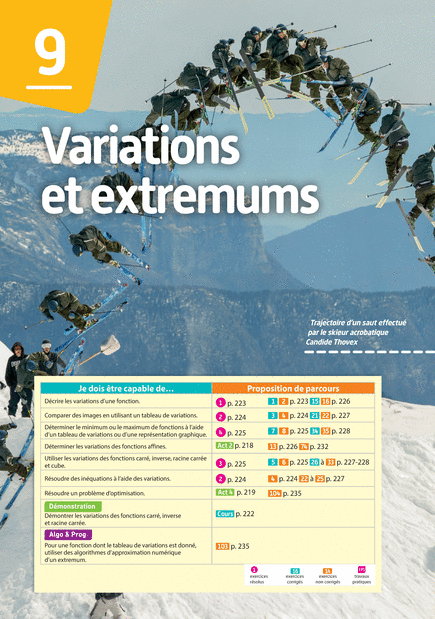 9
Variations
et extremums
Trajectoire d'un saut effectué
par le skieur acrobatique
Candide Thovex
Je dois être capable de… Proposition de parcours
Décrire les variations d'une fonction. 1 p. 223 1 2 p. 223 15 16 p. 226
Comparer des images en utilisant un tableau de variations. 2 p. 224 3 4 p. 224 21 22 p. 227
Déterminer le minimum ou le maximum de fonctions à l'aide
d'un tableau de variations ou d'une représentation graphique. 4 p. 225 7 8 p. 225 34 35 p. 228
Déterminer les variations des fonctions affines. Act 2 p. 218 13 p. 226 74 p. 232
Utiliser les variations des fonctions carré, inverse, racine carrée
et cube. 3 p. 225 5 6 p. 225 à 33 p. 227-228
Résoudre des inéquations à l'aide des variations. 2 p. 224 4 p. 224 22 à 25 p. 227
Résoudre un problème d'optimisation. Act 4 p. 219 104 p. 235
Démonstration
Démontrer les variations des fonctions carré, inverse
et racine carrée. Cours p. 222
Algo & Prog
Pour une fonction dont le tableau de variations est donné,
utiliser des algorithmes d'approximation numérique
d'un extremum. 103 p. 235
1 exercices résolus
14 exercices corrigés
14 exercices non corrigés
travaux pratiques